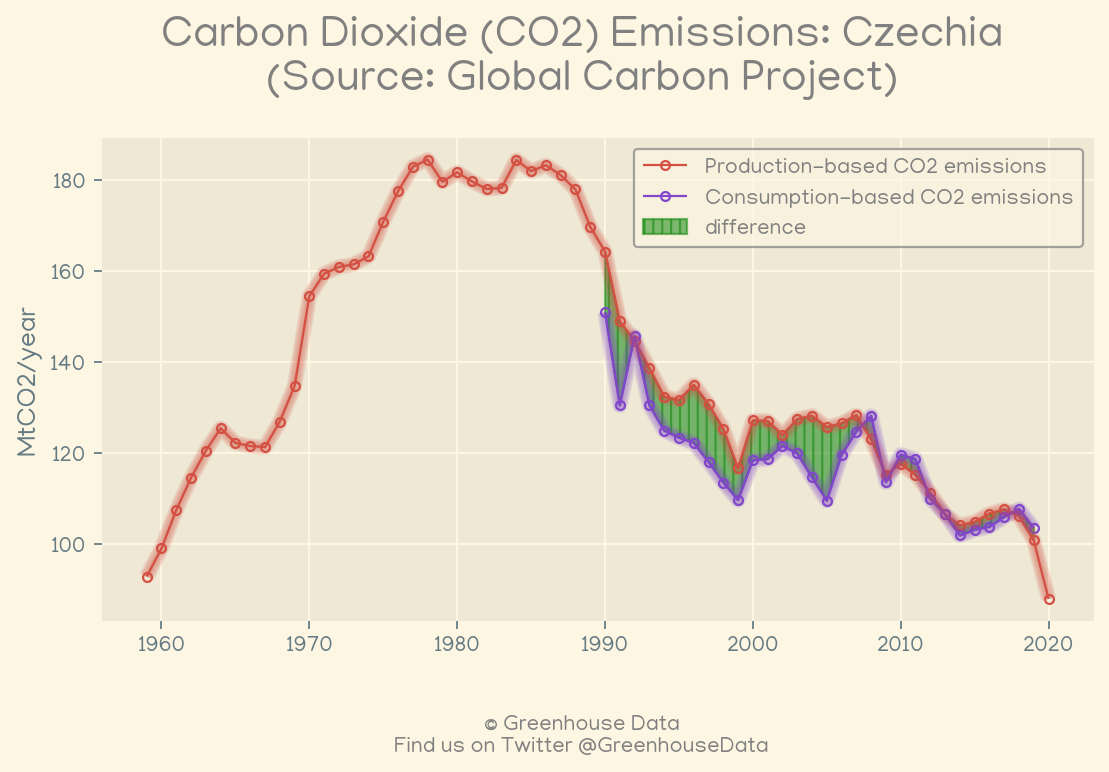 Carbon Dioxide (CO2) Emissions: Czechia
(Source: Global Carbon Project)
Production-based CO2 emissions
Consumption-based CO2 emissions
difference
MtCO2/year
180
160
140
120
100
1960 1970 1980 1990 2000 2010 2020
© Greenhouse Data
Find us on Twitter @GreenhouseData